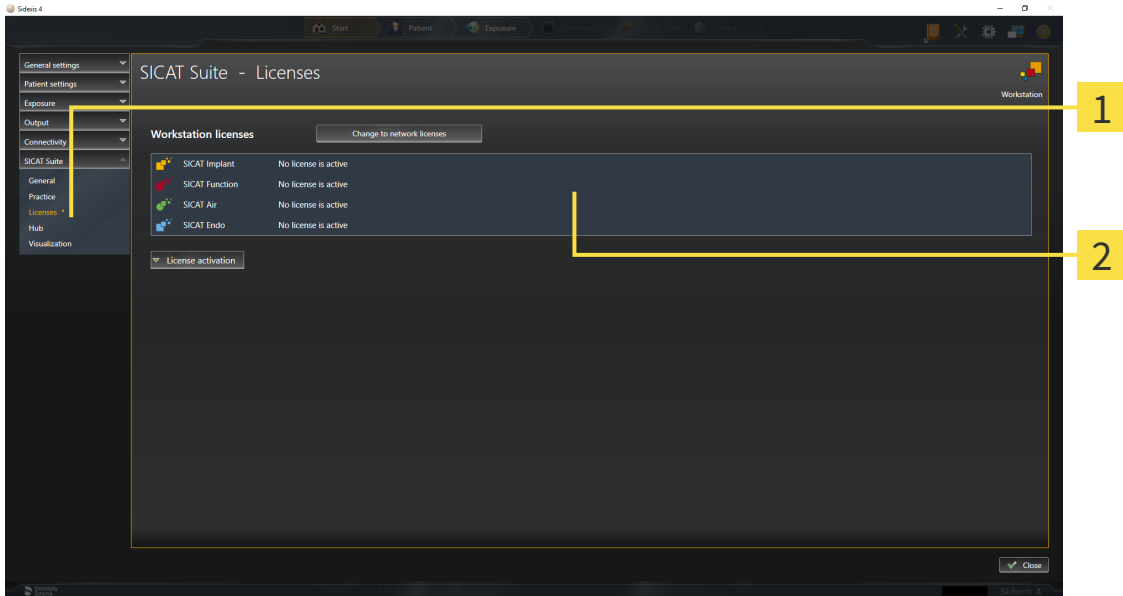 Sidexis 4
Start
Patient
Exposure
General settings
Patient settings
Exposure
Output
Connectivity
SICAT Suite
General
Practice
Licenses *
Hub
Visualization
SICAT Suite - Licenses
Workstation
Workstation licenses
Change to network licenses
SICAT Implant No license is active
SICAT Function No license is active
SICAT Air No license is active
SICAT Endo No license is active
License activation
1
2
Close
Dentsply
Sirona
Sidexis 4